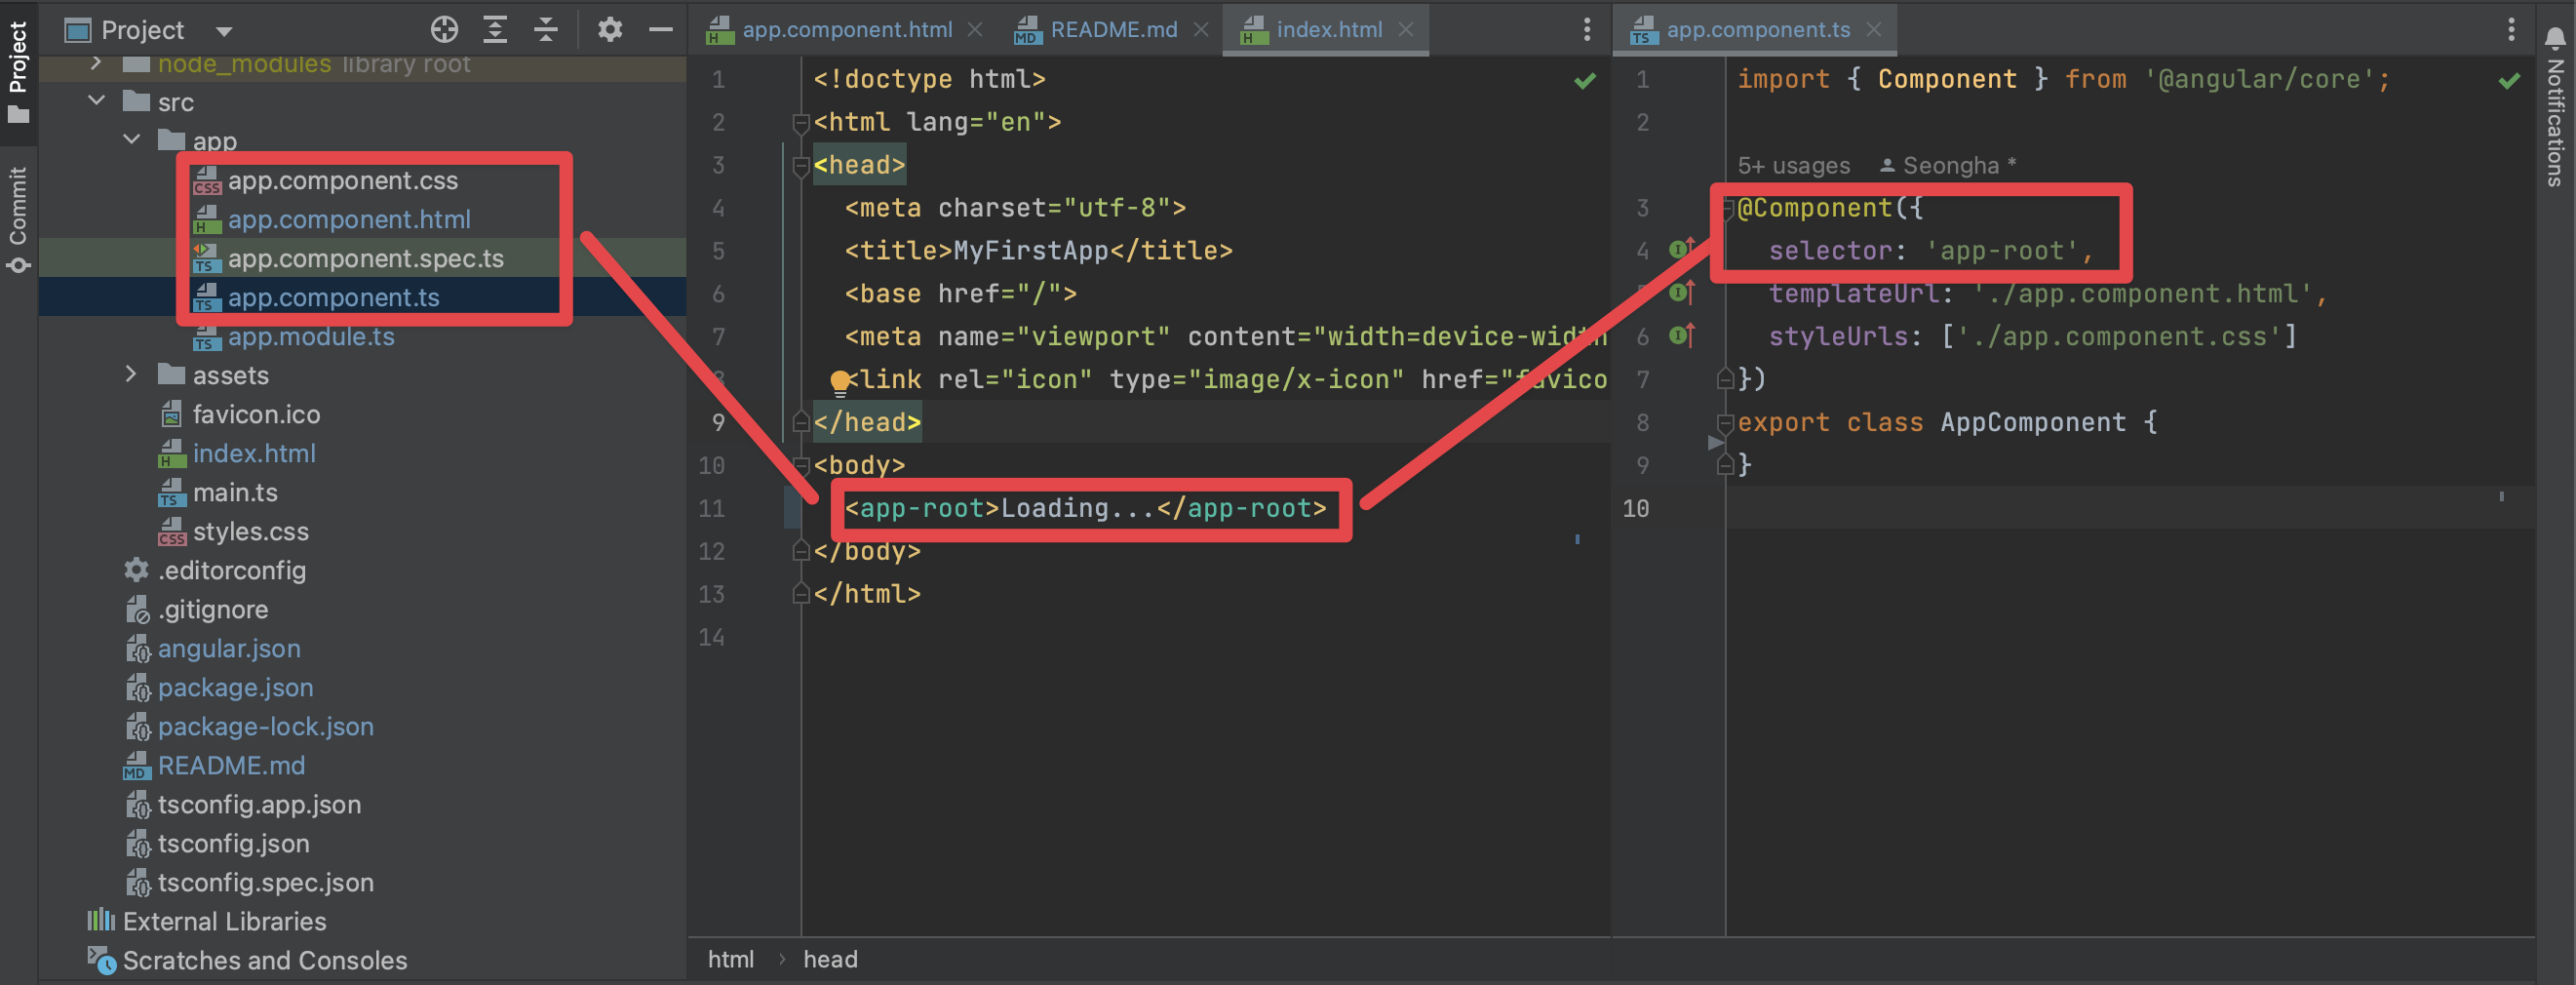 Project
Commit
Project
node_modules library root
src
app
app.component.css
app.component.html
app.component.spec.ts
app.component.ts
app.module.ts
assets
favicon.ico
index.html
main.ts
styles.css
.editorconfig
.gitignore
angular.json
package.json
package-lock.json
README.md
tsconfig.app.json
tsconfig.json
tsconfig.spec.json
External Libraries
Scratches and Consoles
app.component.html README.md index.html
1 <!doctype html>
2 <html lang="en">
3 <head>
4 <meta charset="utf-8">
5 <title>MyFirstApp</title>
6 <base href="/">
7 <meta name="viewport" content="width=device-width
8 <link rel="icon" type="image/x-icon" href="favico
9 </head>
10 <body>
11 <app-root>Loading...</app-root>
12 </body>
13 </html>
14
html › head
app.component.ts
1 import { Component } from '@angular/core';
2
5+ usages Seongha *
3 @Component({
4 selector: 'app-root',
5 templateUrl: './app.component.html',
6 styleUrls: ['./app.component.css']
7 })
8 export class AppComponent {
9 }
10
Notifications